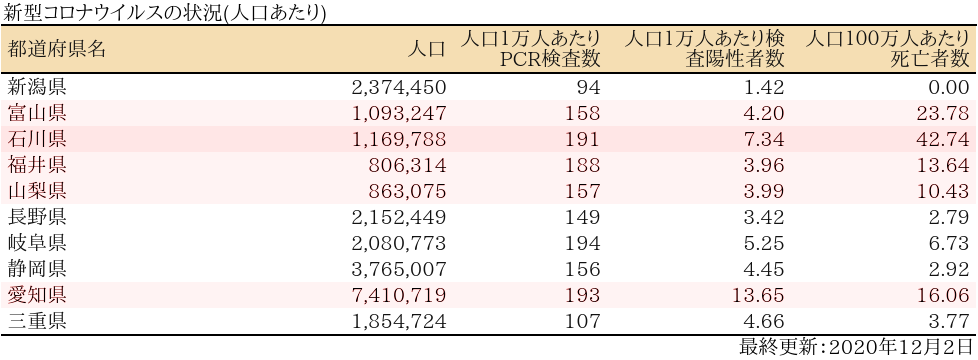 新型コロナウイルスの状況(人口あたり)
都道府県名 人口 人口1万人あたりPCR検査数 人口1万人あたり検査陽性者数 人口100万人あたり死亡者数
新潟県 2,374,450 94 1.42 0.00
富山県 1,093,247 158 4.20 23.78
石川県 1,169,788 191 7.34 42.74
福井県 806,314 188 3.96 13.64
山梨県 863,075 157 3.99 10.43
長野県 2,152,449 149 3.42 2.79
岐阜県 2,080,773 194 5.25 6.73
静岡県 3,765,007 156 4.45 2.92
愛知県 7,410,719 193 13.65 16.06
三重県 1,854,724 107 4.66 3.77
最終更新：2020年12月2日